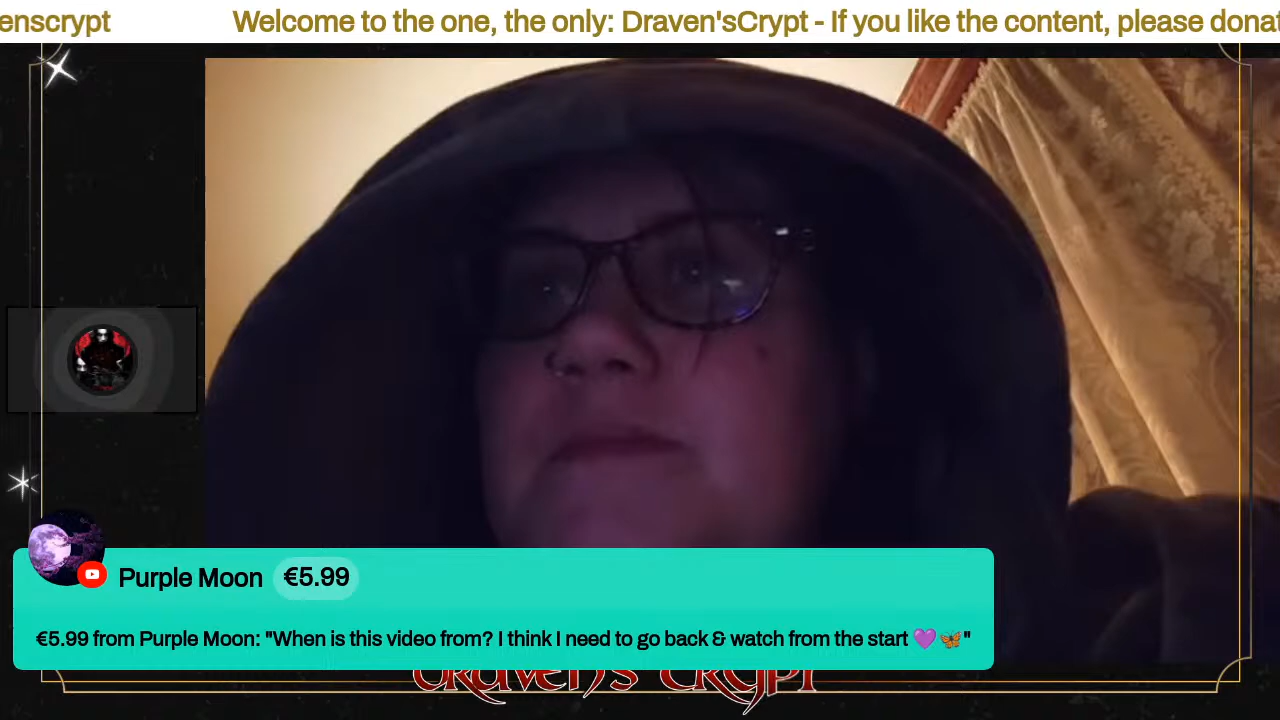 enscrypt Welcome to the one, the only: Draven'sCrypt - If you like the content, please donat
Purple Moon €5.99
€5.99 from Purple Moon: "When is this video from? I think I need to go back & watch from the start 💜🦋"
Draven's Crypt